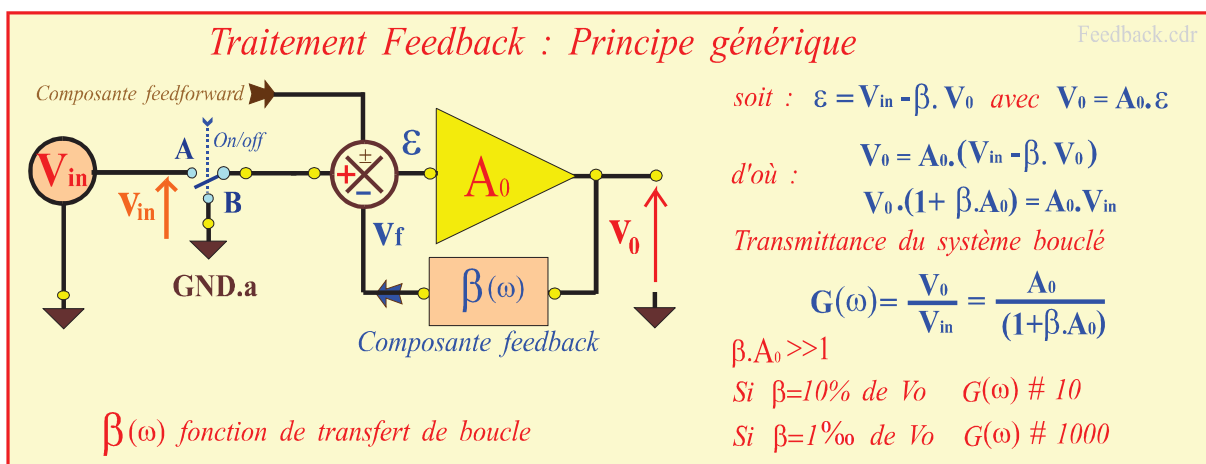 Traitement Feedback : Principe générique
Feedback.cdr
Composante feedforward
soit : ε = Vin - β. V0 avec V0 = A0.ε
On/off
A
Vin
B
Vin
GND.a
+
±
-
ε
A0
Vf
V0
β(ω)
Composante feedback
V0 = A0.(Vin - β. V0)
d'où :
V0.(1+ β.A0) = A0.Vin
Transmittance du système bouclé
G(ω)= V0/Vin = A0/(1+β.A0)
β.A0 >>1
Si β=10% de Vo G(ω) # 10
Si β=1‰ de Vo G(ω) # 1000
β(ω) fonction de transfert de boucle